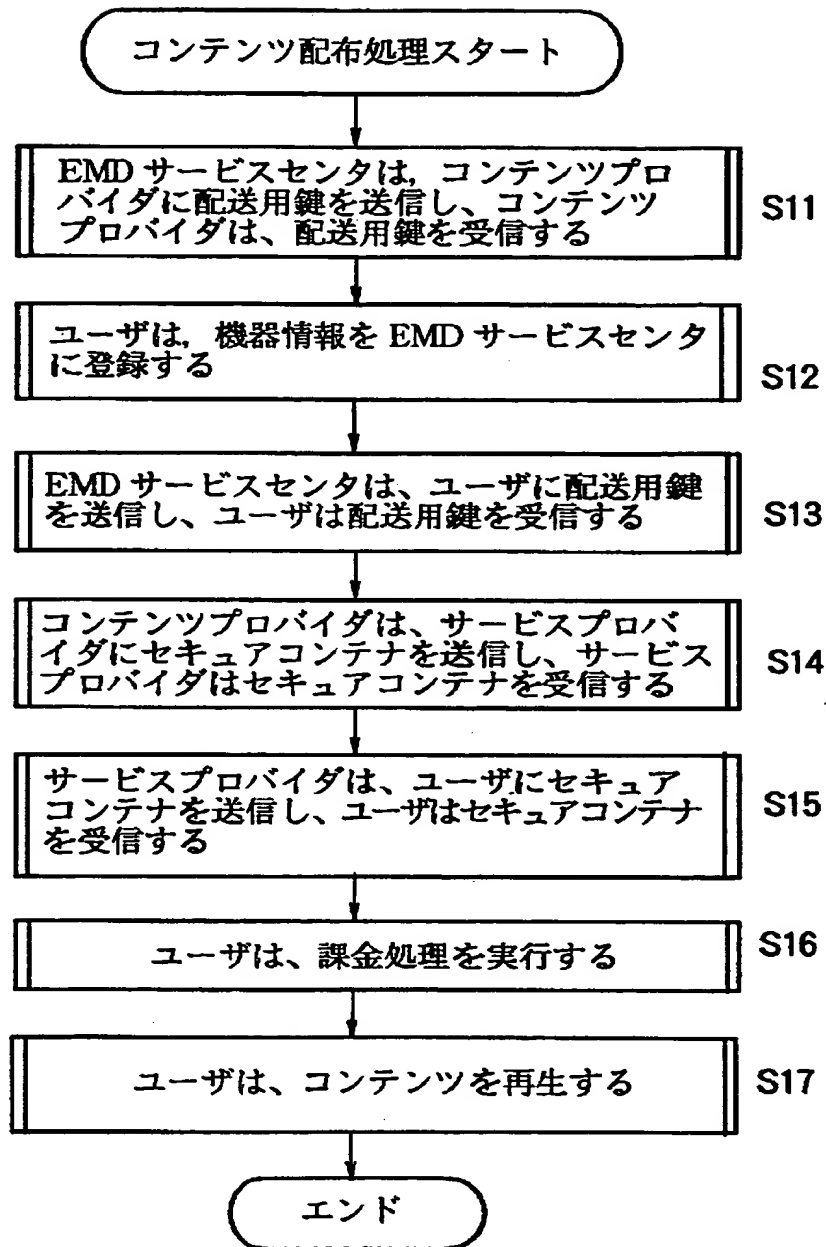 コンテンツ配布処理スタート
EMD サービスセンタは, コンテンツプロ
バイダに配送用鍵を送信し、コンテンツ
プロバイダは、配送用鍵を受信する
S11
ユーザは, 機器情報を EMD サービスセンタ
に登録する
S12
EMD サービスセンタは、ユーザに配送用鍵
を送信し、ユーザは配送用鍵を受信する
S13
コンテンツプロバイダは、サービスプロバ
イダにセキュアコンテナを送信し、サービス
プロバイダはセキュアコンテナを受信する
S14
サービスプロバイダは、ユーザにセキュア
コンテナを送信し、ユーザはセキュアコンテナ
を受信する
S15
ユーザは、課金処理を実行する
S16
ユーザは、コンテンツを再生する
S17
エンド